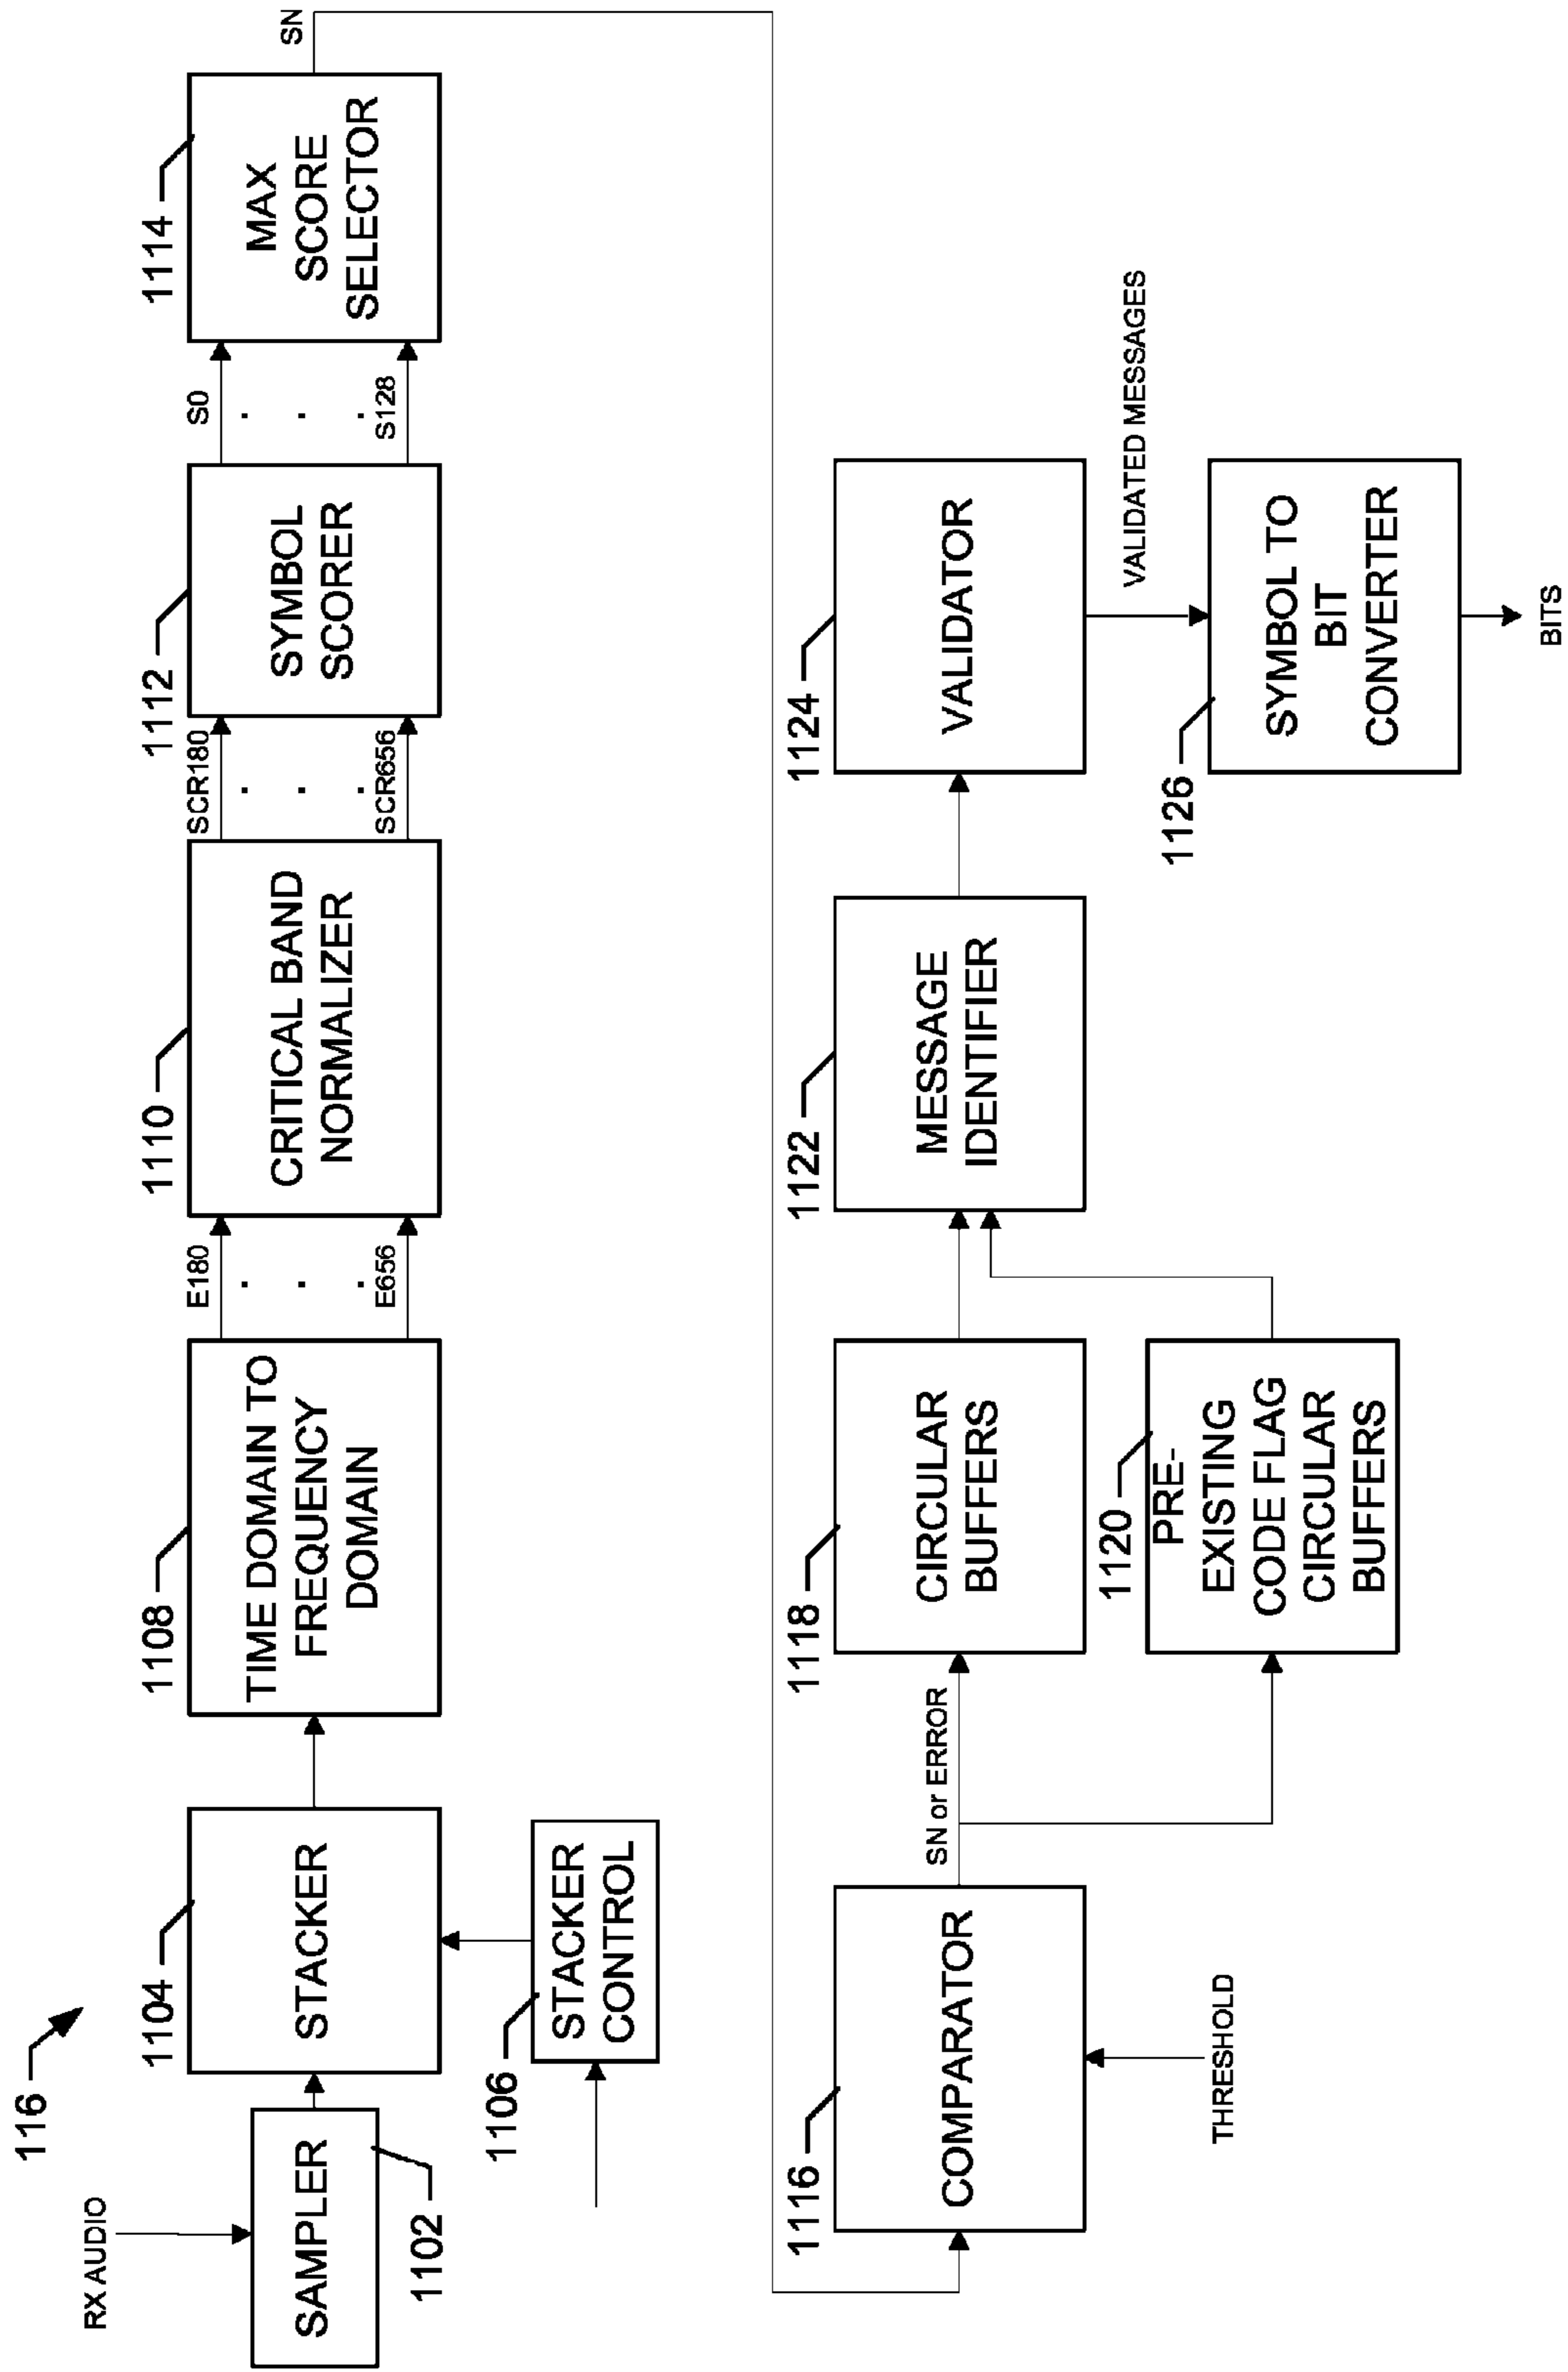 116
RX AUDIO
SAMPLER
1102
1104
STACKER
1106
STACKER
CONTROL
1108
TIME DOMAIN TO
FREQUENCY
DOMAIN
E180
.
.
.
E656
1110
CRITICAL BAND
NORMALIZER
SCR180
.
.
.
SCR656
1112
SYMBOL
SCORER
S0
.
.
.
S128
1114
MAX
SCORE
SELECTOR
SN
1116
COMPARATOR
THRESHOLD
SN or ERROR
1118
CIRCULAR
BUFFERS
1120
PRE-
EXISTING
CODE FLAG
CIRCULAR
BUFFERS
1122
MESSAGE
IDENTIFIER
1124
VALIDATOR
VALIDATED MESSAGES
1126
SYMBOL TO
BIT
CONVERTER
BITS